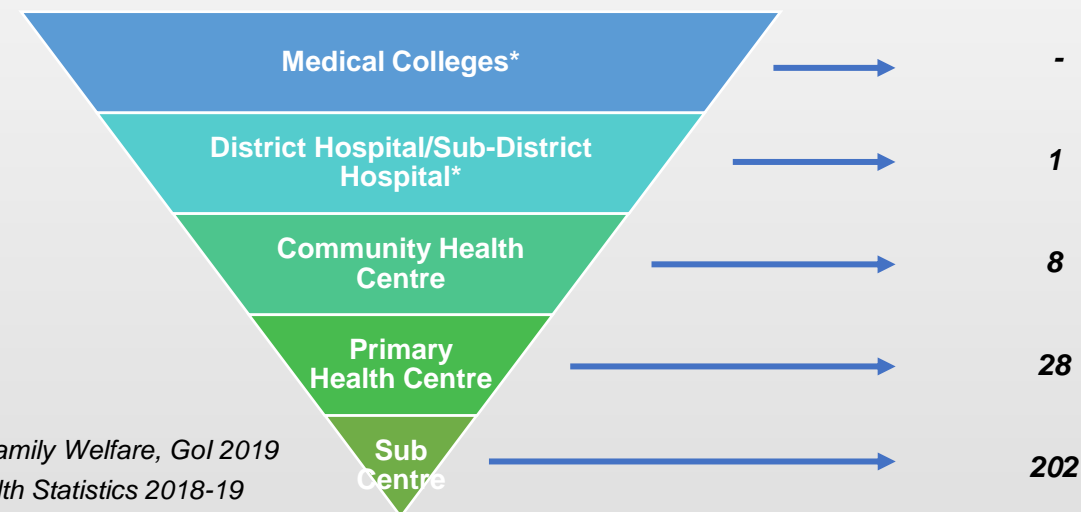 Medical Colleges*
-
District Hospital/Sub-District
Hospital*
1
Community Health
Centre
8
Primary
Health Centre
28
Sub
Centre
202
amily Welfare, GoI 2019
lth Statistics 2018-19